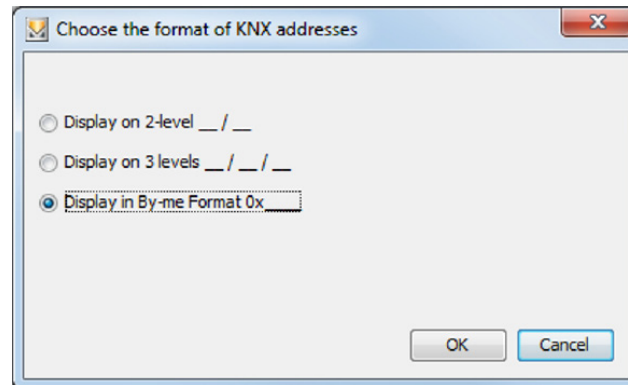 Choose the format of KNX addresses
Display on 2-level __ / __
Display on 3 levels __ / __ / __
Display in By-me Format 0x____
OK Cancel